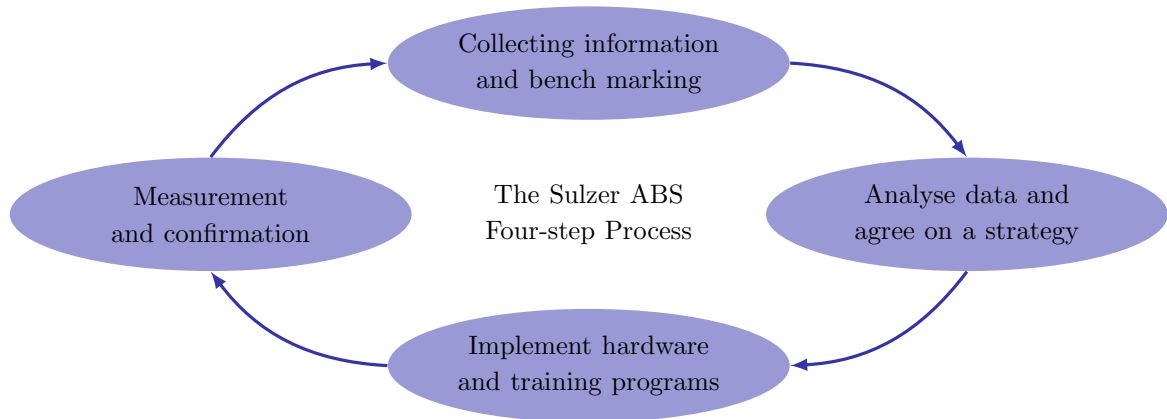 Collecting information
and bench marking
Measurement
and confirmation
The Sulzer ABS
Four-step Process
Analyse data and
agree on a strategy
Implement hardware
and training programs